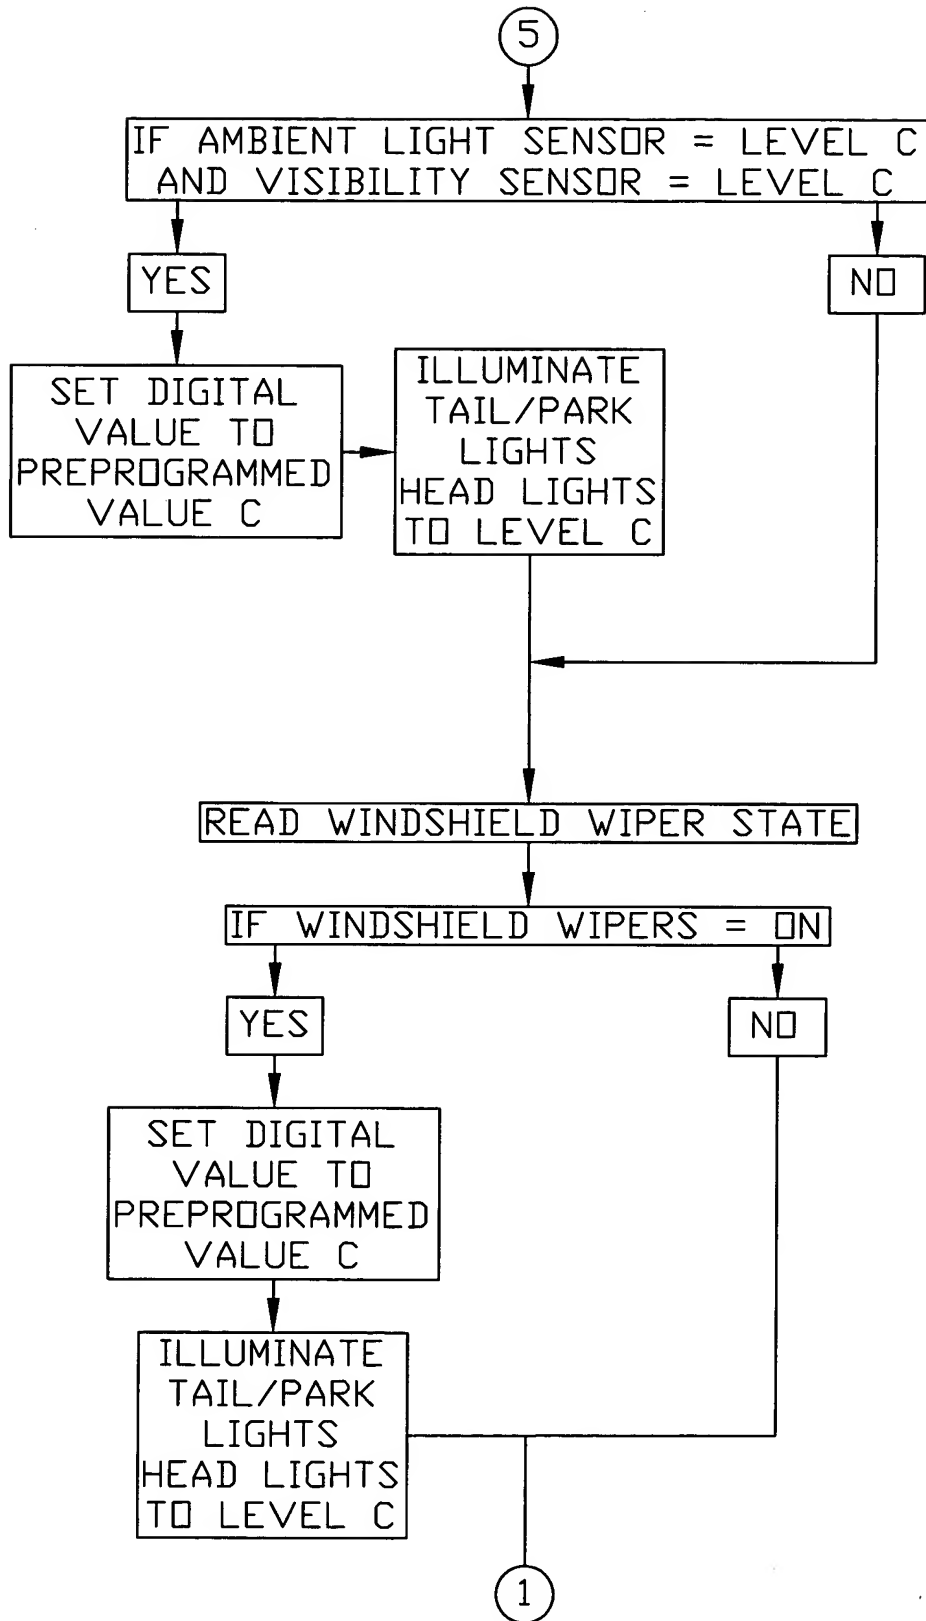 5
IF AMBIENT LIGHT SENSOR = LEVEL C
AND VISIBILITY SENSOR = LEVEL C
YES
NO
SET DIGITAL
VALUE TO
PREPROGRAMMED
VALUE C
ILLUMINATE
TAIL/PARK
LIGHTS
HEAD LIGHTS
TO LEVEL C
READ WINDSHIELD WIPER STATE
IF WINDSHIELD WIPERS = ON
YES
NO
SET DIGITAL
VALUE TO
PREPROGRAMMED
VALUE C
ILLUMINATE
TAIL/PARK
LIGHTS
HEAD LIGHTS
TO LEVEL C
1